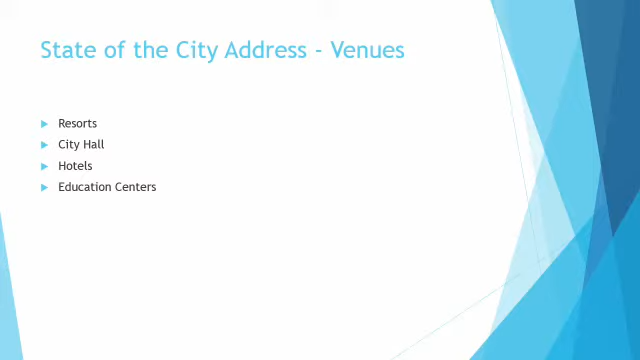 State of the City Address - Venues
Resorts
City Hall
Hotels
Education Centers